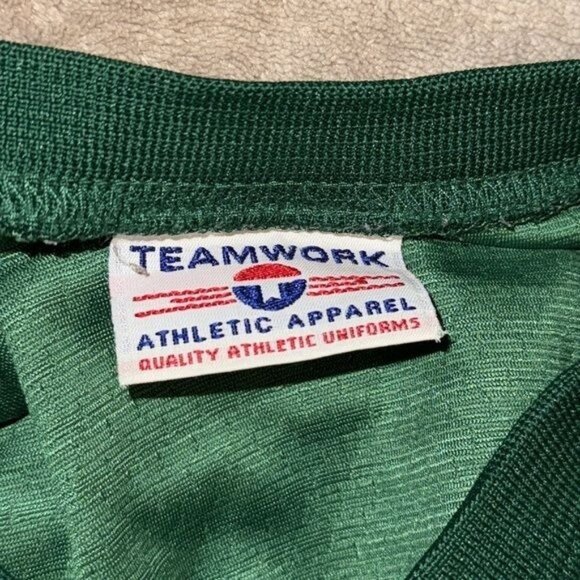 TEAMWORK
ATHLETIC APPAREL
QUALITY ATHLETIC UNIFORMS